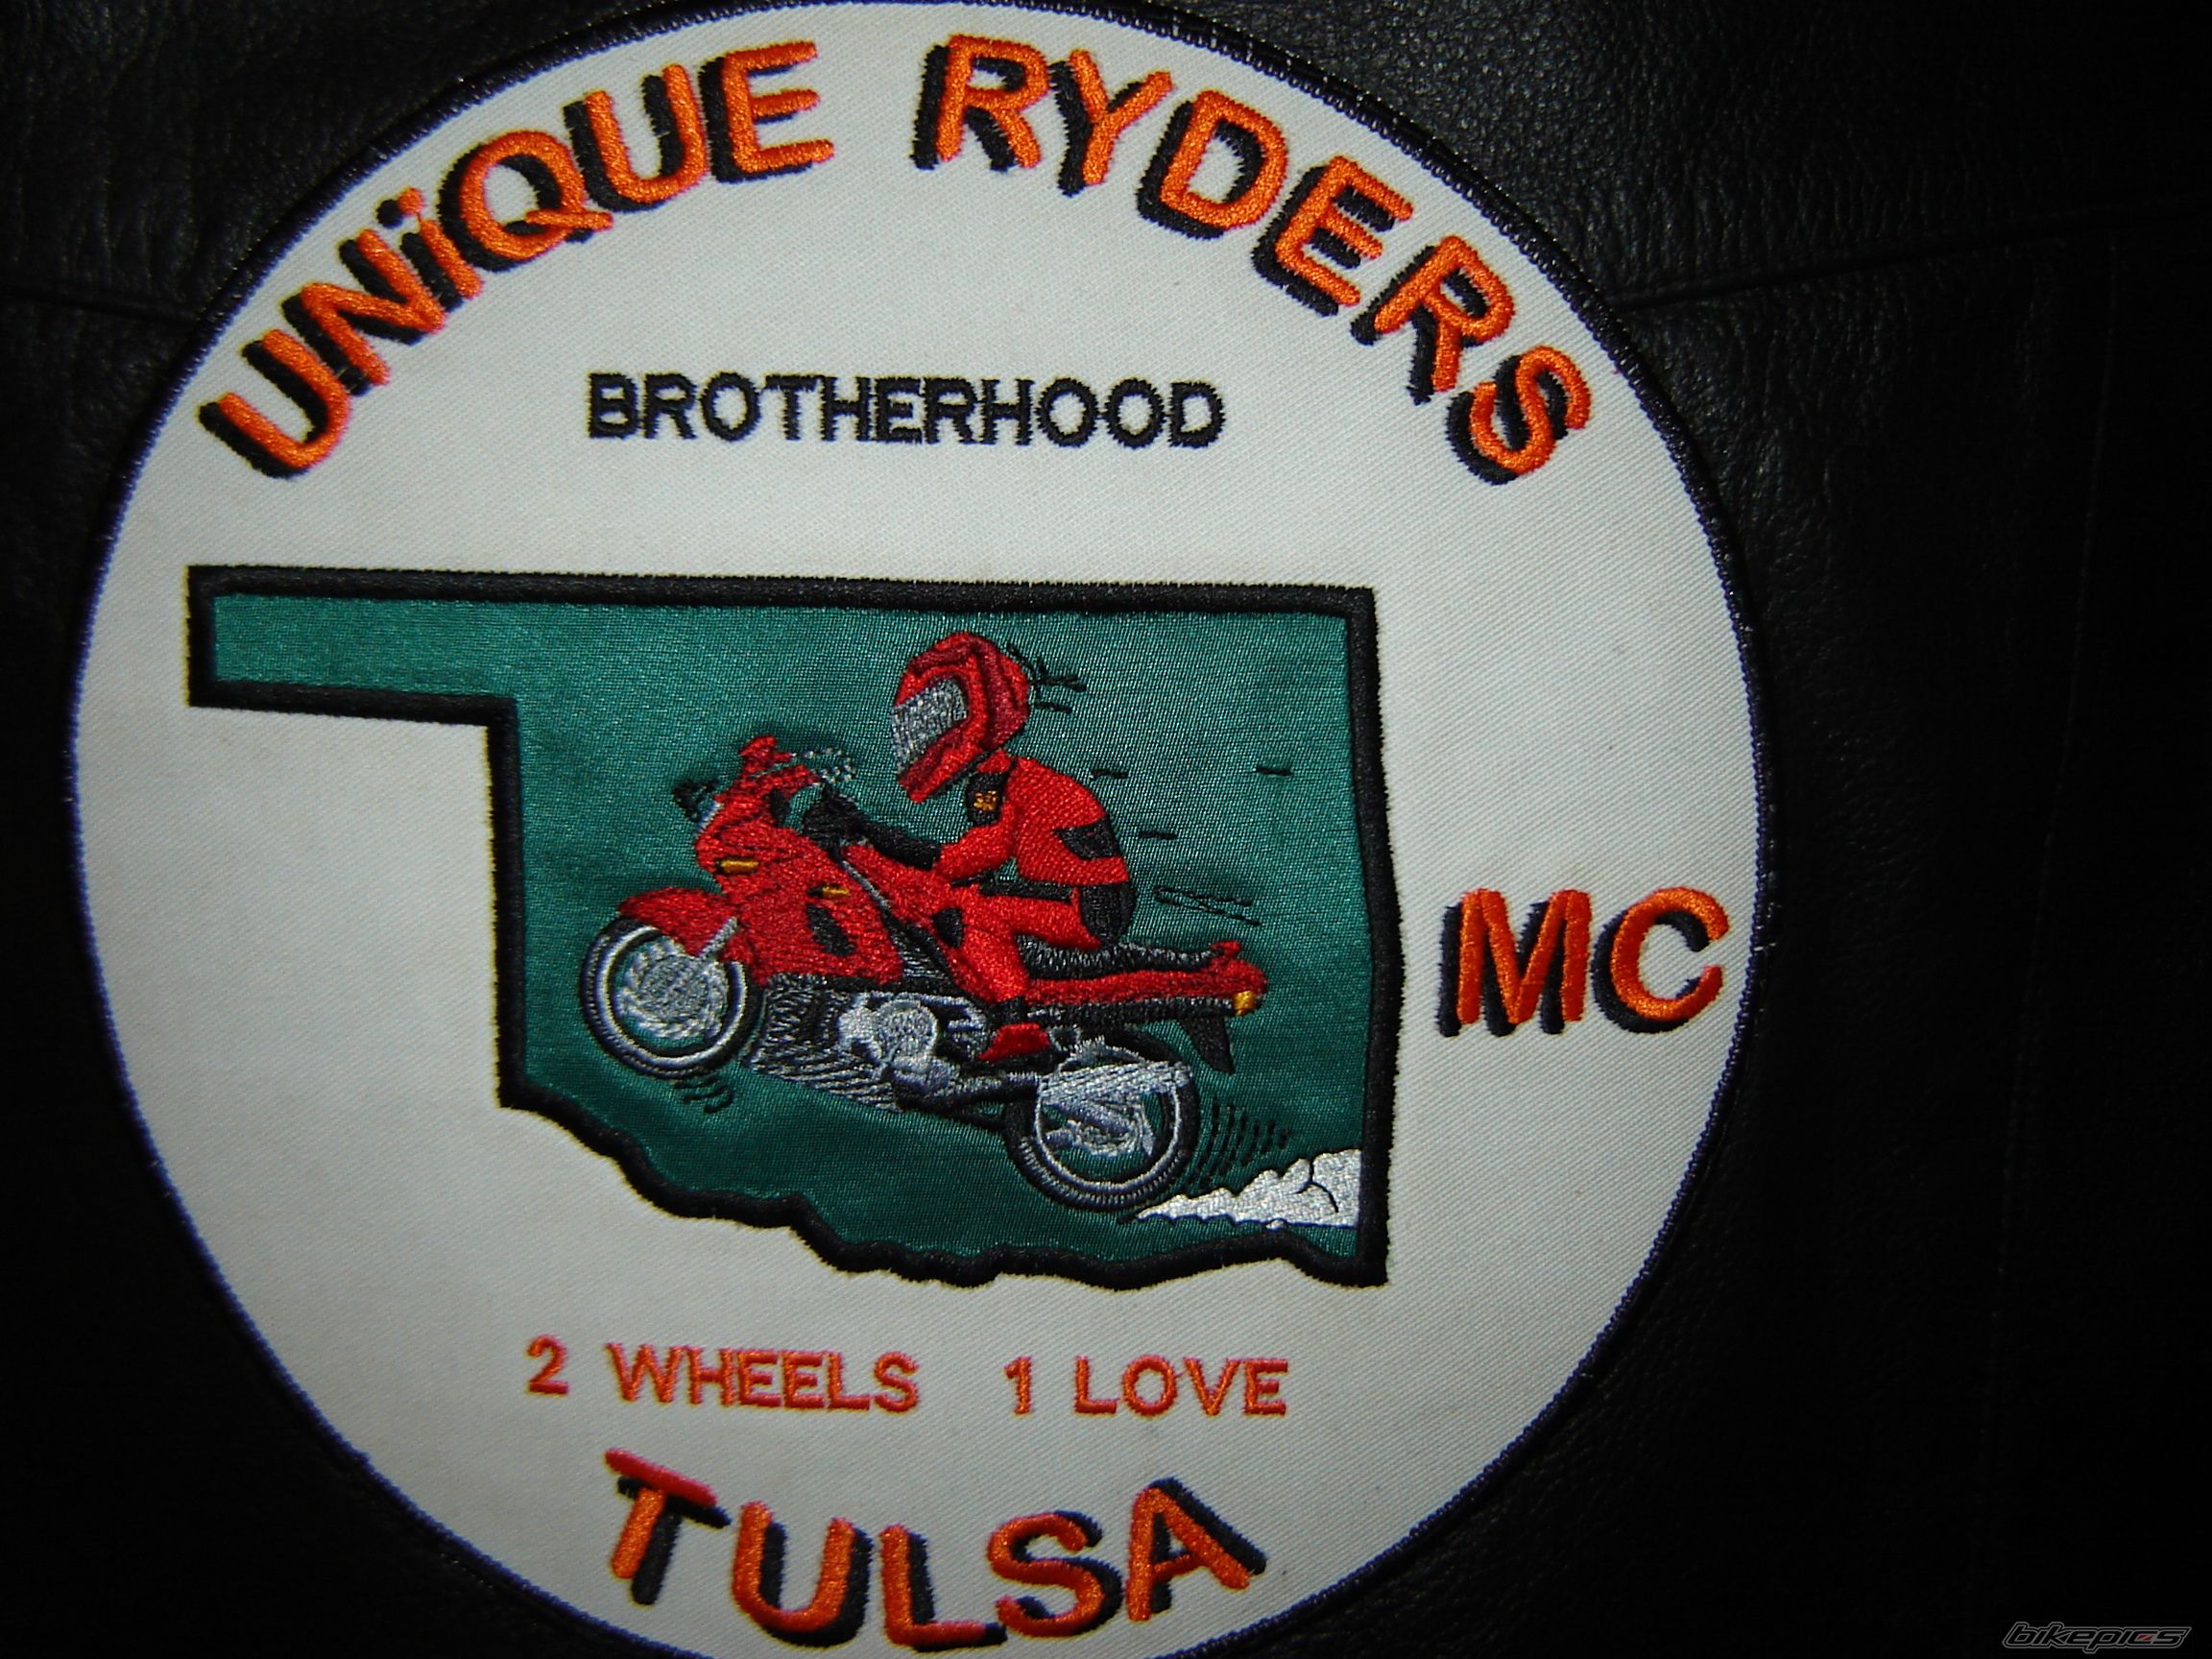 UNiQUE RYDERS
BROTHERHOOD
MC
2 WHEELS 1 LOVE
TULSA
bikepics